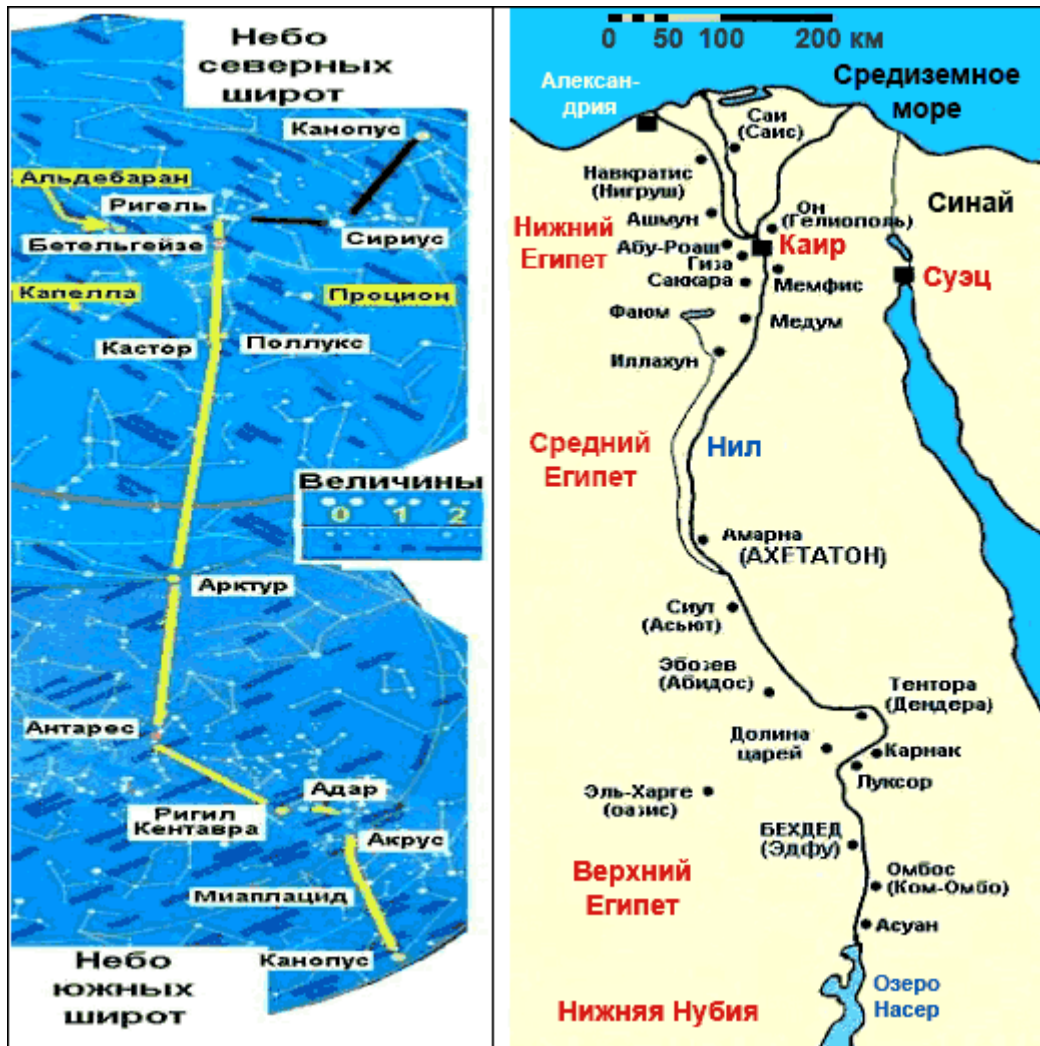 Небо
северных
широт
Канопус
Альдебаран
Ригель
Бетельгейзе
Сириус
Капелла
Процион
Кастор
Поллукс
Величины
0 1 2
Арктур
Антарес
Адар
Ригил
Кентавра
Акрус
Миаплацид
Канопус
Небо
южных
широт
0 50 100 200 км
Алексан-
дрия
Средиземное
море
Саи
(Саис)
Навкратис
(Нигруш)
Синай
Ашмун
Он
(Гелиополь)
Нижний
Египет
Абу-Роаш
Каир
Гиза
Саккара
Мемфис
Суэц
Фаюм
Медум
Иллахун
Средний
Египет
Нил
Амарна
(АХЕТАТОН)
Сиут
(Асьют)
Эбозев
(Абидос)
Тентора
(Дендера)
Долина
царей
Карнак
Луксор
Эль-Харге
(оазис)
БЕХДЕД
(Эдфу)
Верхний
Египет
Омбос
(Ком-Омбо)
Асуан
Озеро
Насер
Нижняя Нубия